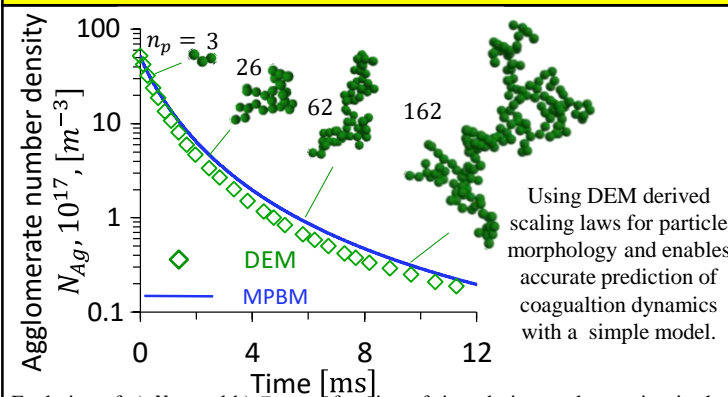 Agglomerate number density
N_Ag, 10^17, [m^−3]
100
10
1
0.1
n_p = 3
26
62
162
DEM
MPBM
Using DEM derived
scaling laws for particle
morphology and enables
accurate prediction of
coagualtion dynamics
with a simple model.
0
4
8
12
Time [ms]